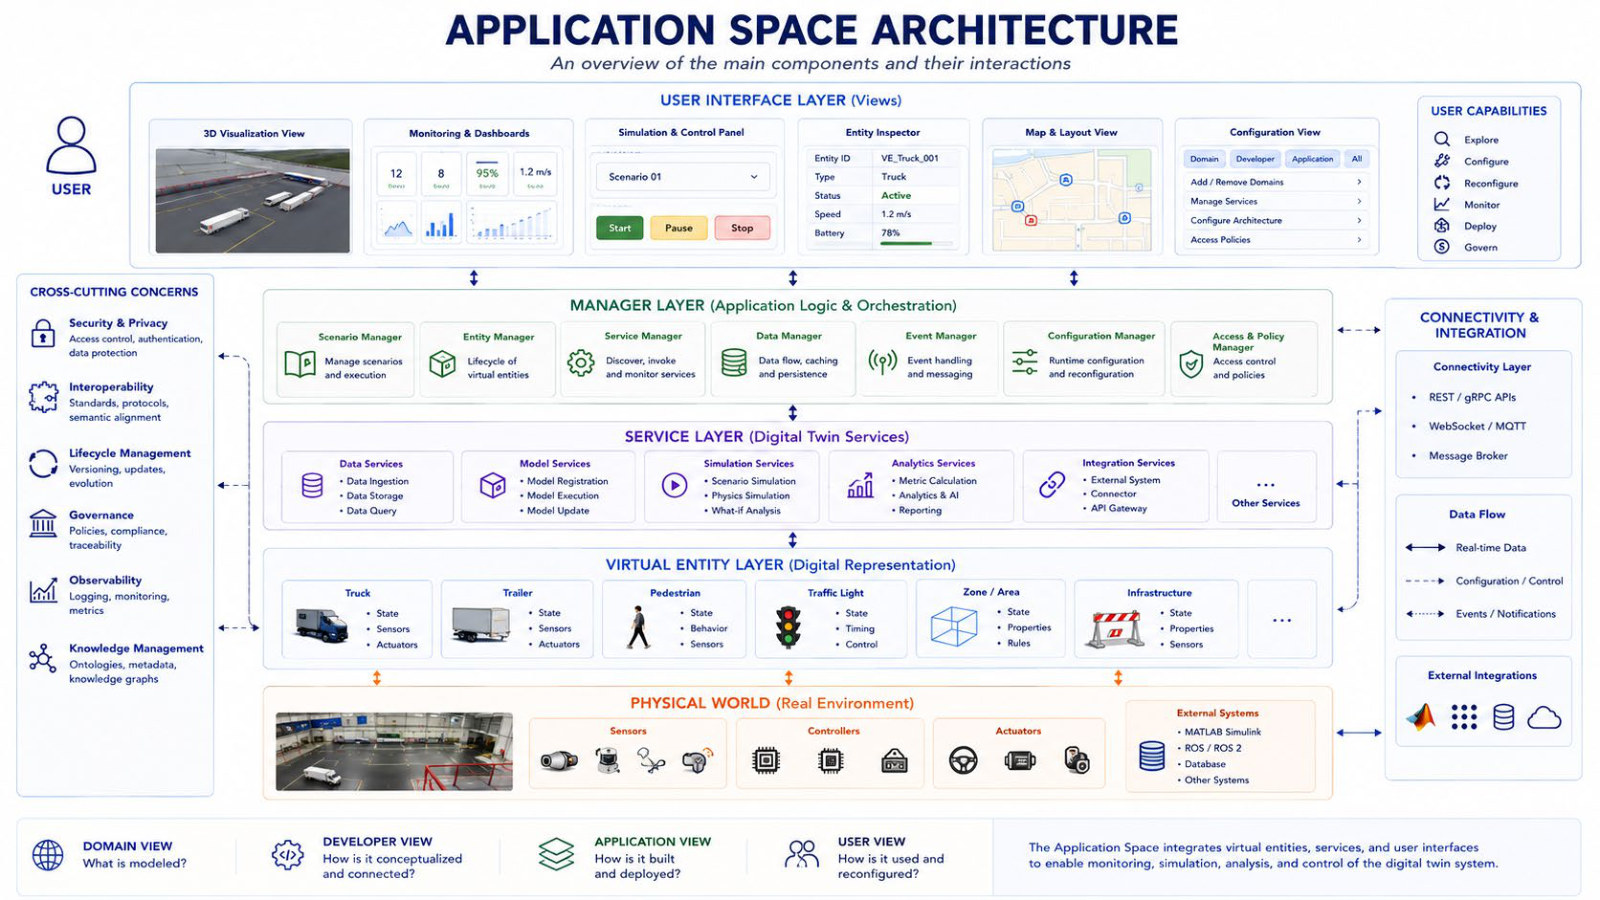 APPLICATION SPACE ARCHITECTURE
An overview of the main components and their interactions
USER
USER INTERFACE LAYER (Views)
3D Visualization View
Monitoring & Dashboards
12
8
95%
1.2 m/s
Simulation & Control Panel
Scenario 01
Start
Pause
Stop
Entity Inspector
Entity ID VE_Truck_001
Type Truck
Status Active
Speed 1.2 m/s
Battery 78%
Map & Layout View
Configuration View
Domain Developer Application All
Add / Remove Domains
Manage Services
Configure Architecture
Access Policies
USER CAPABILITIES
Explore
Configure
Reconfigure
Monitor
Deploy
Govern
CROSS-CUTTING CONCERNS
Security & Privacy
Access control, authentication,
data protection
Interoperability
Standards, protocols,
semantic alignment
Lifecycle Management
Versioning, updates,
evolution
Governance
Policies, compliance,
traceability
Observability
Logging, monitoring,
metrics
Knowledge Management
Ontologies, metadata,
knowledge graphs
MANAGER LAYER (Application Logic & Orchestration)
Scenario Manager
Manage scenarios
and execution
Entity Manager
Lifecycle of
virtual entities
Service Manager
Discover, invoke
and monitor services
Data Manager
Data flow, caching
and persistence
Event Manager
Event handling
and messaging
Configuration Manager
Runtime configuration
and reconfiguration
Access & Policy
Manager
Access control
and policies
SERVICE LAYER (Digital Twin Services)
Data Services
• Data Ingestion
• Data Storage
• Data Query
Model Services
• Model Registration
• Model Execution
• Model Update
Simulation Services
• Scenario Simulation
• Physics Simulation
• What-if Analysis
Analytics Services
• Metric Calculation
• Analytics & AI
• Reporting
Integration Services
• External System
• Connector
• API Gateway
...
Other Services
VIRTUAL ENTITY LAYER (Digital Representation)
Truck
• State
• Sensors
• Actuators
Trailer
• State
• Sensors
• Actuators
Pedestrian
• State
• Behavior
• Sensors
Traffic Light
• State
• Timing
• Control
Zone / Area
• State
• Properties
• Rules
Infrastructure
• State
• Properties
• Sensors
...
PHYSICAL WORLD (Real Environment)
Sensors
Controllers
Actuators
External Systems
• MATLAB Simulink
• ROS / ROS 2
• Database
• Other Systems
CONNECTIVITY &
INTEGRATION
Connectivity Layer
• REST / gRPC APIs
• WebSocket / MQTT
• Message Broker
Data Flow
Real-time Data
Configuration / Control
Events / Notifications
External Integrations
DOMAIN VIEW
What is modeled?
DEVELOPER VIEW
How is it conceptualized
and connected?
APPLICATION VIEW
How is it built
and deployed?
USER VIEW
How is it used and
reconfigured?
The Application Space integrates virtual entities, services, and user interfaces
to enable monitoring, simulation, analysis, and control of the digital twin system.